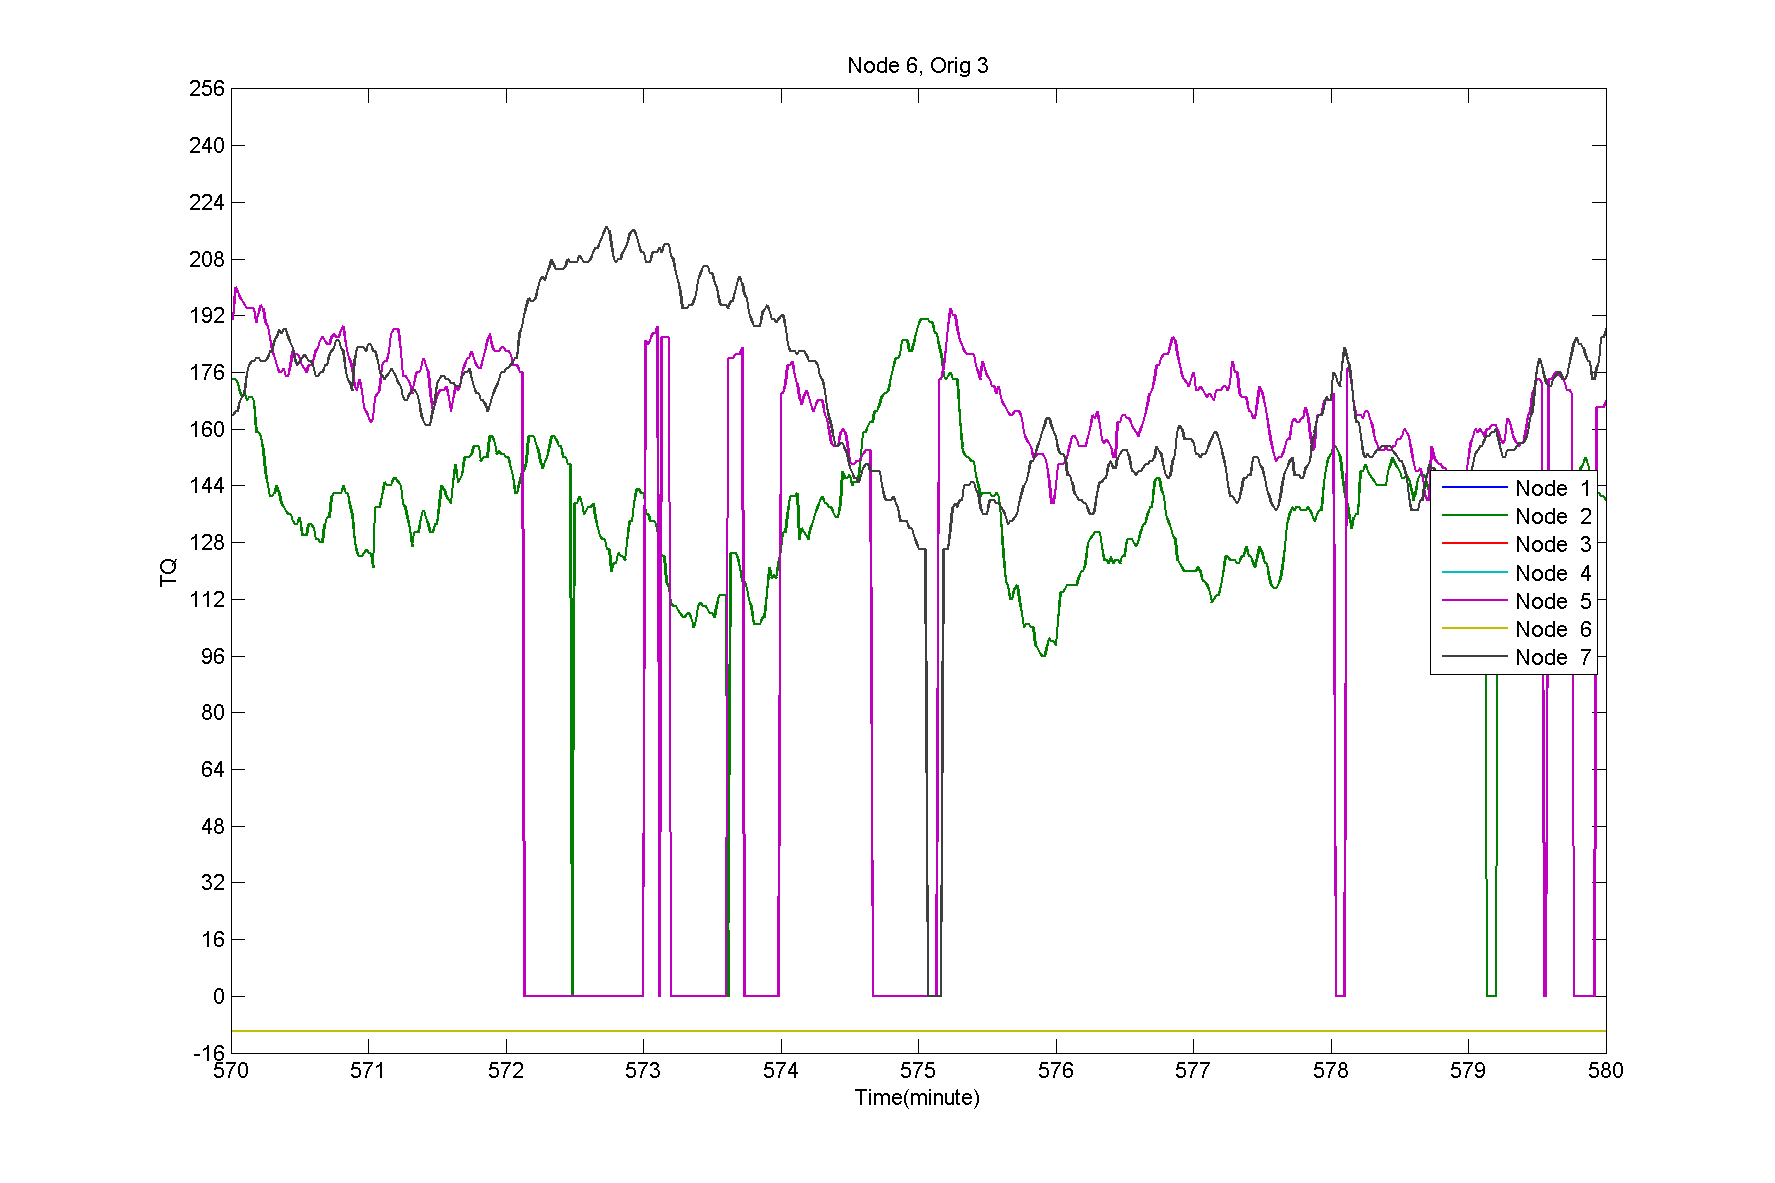 Node 6, Orig 3
256
240
224
208
192
176
160
144
128
112
96
80
64
48
32
16
0
-16
TQ
Node 1
Node 2
Node 3
Node 4
Node 5
Node 6
Node 7
570 571 572 573 574 575 576 577 578 579 580
Time(minute)